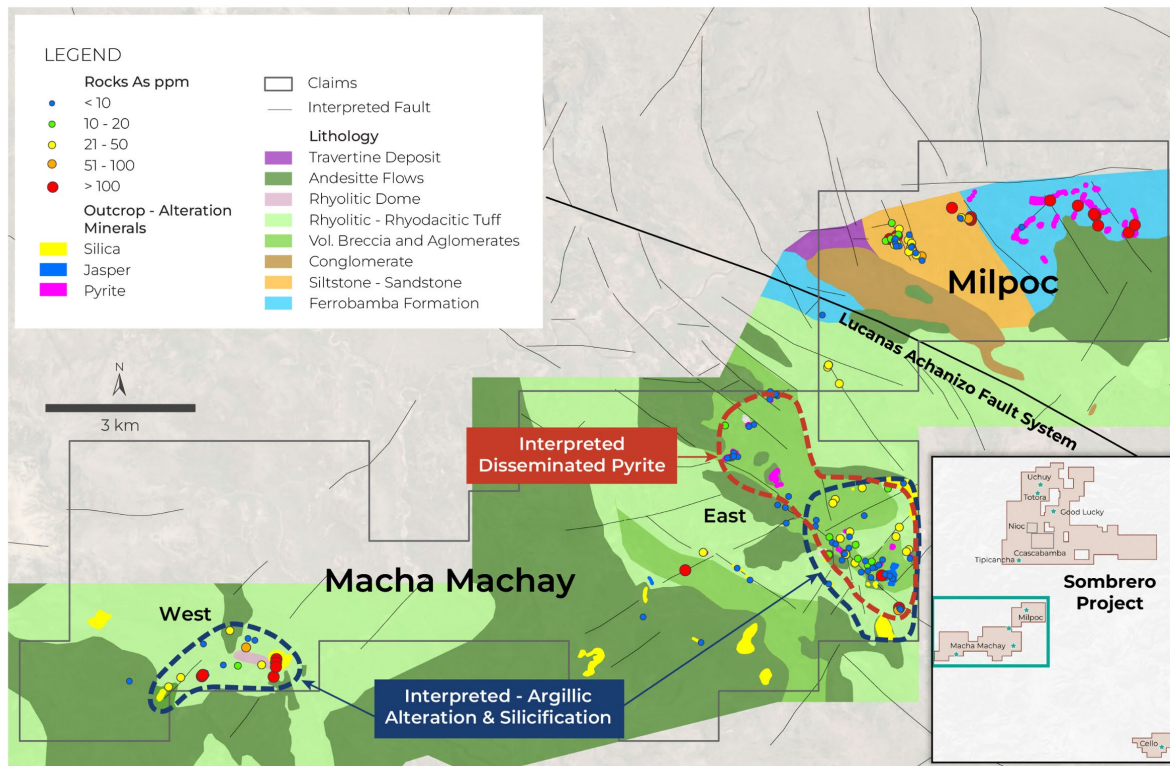 LEGEND
Rocks As ppm
< 10
10 - 20
21 - 50
51 - 100
> 100
Outcrop - Alteration
Minerals
Silica
Jasper
Pyrite
Claims
Interpreted Fault
Lithology
Travertine Deposit
Andesitte Flows
Rhyolitic Dome
Rhyolitic - Rhyodacitic Tuff
Vol. Breccia and Aglomerates
Conglomerate
Siltstone - Sandstone
Ferrobamba Formation
N
3 km
Milpoc
Lucanas Achanizo Fault System
Interpreted
Disseminated Pyrite
East
Macha Machay
West
Interpreted - Argillic
Alteration & Silicification
Uchuy
Totora
Good Lucky
Nioc
Ccascabamba
Tipicancha
Sombrero
Project
Milpoc
Macha Machay
Cello